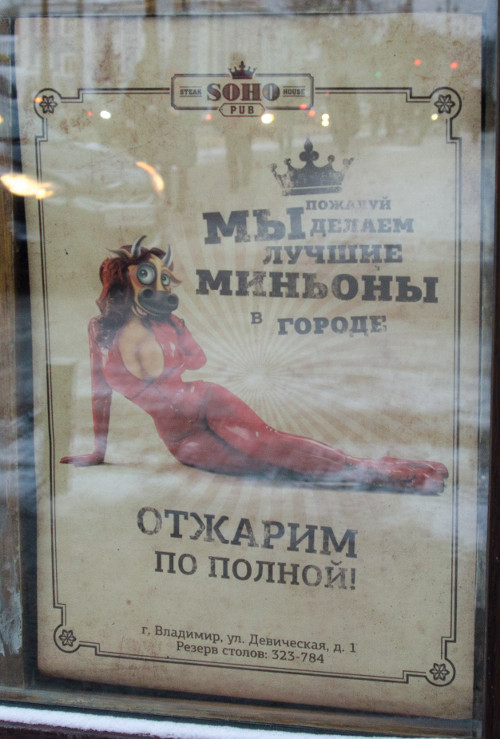 STEAK SOHO HOUSE
PUB
ПОЖАЛУЙ
МЫ ДЕЛАЕМ
ЛУЧШИЕ
МИНЬОНЫ
В ГОРОДЕ
ОТЖАРИМ
ПО ПОЛНОЙ!
г. Владимир, ул. Девическая, д. 1
Резерв столов: 323-784